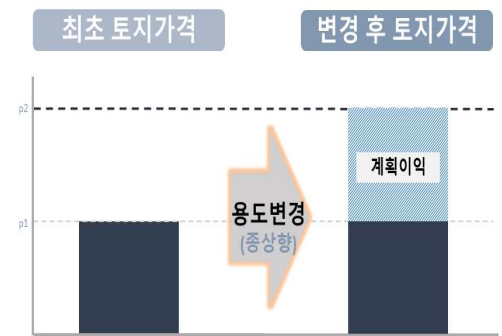 최초 토지가격
변경 후 토지가격
p2
계획이익
p1
용도변경
(종상향)